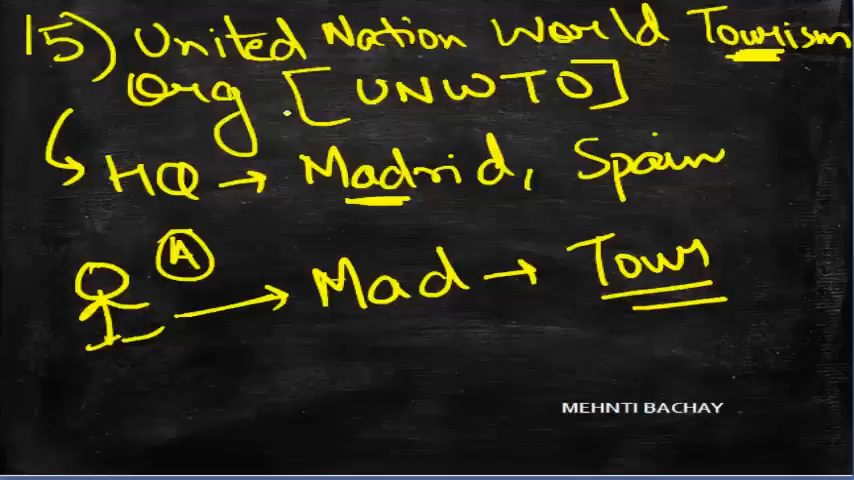 15) United Nation World Tourism
Org. [UNWTO]
HQ → Madrid, Spain
A
→ Mad → Tour
MEHNTI BACHAY